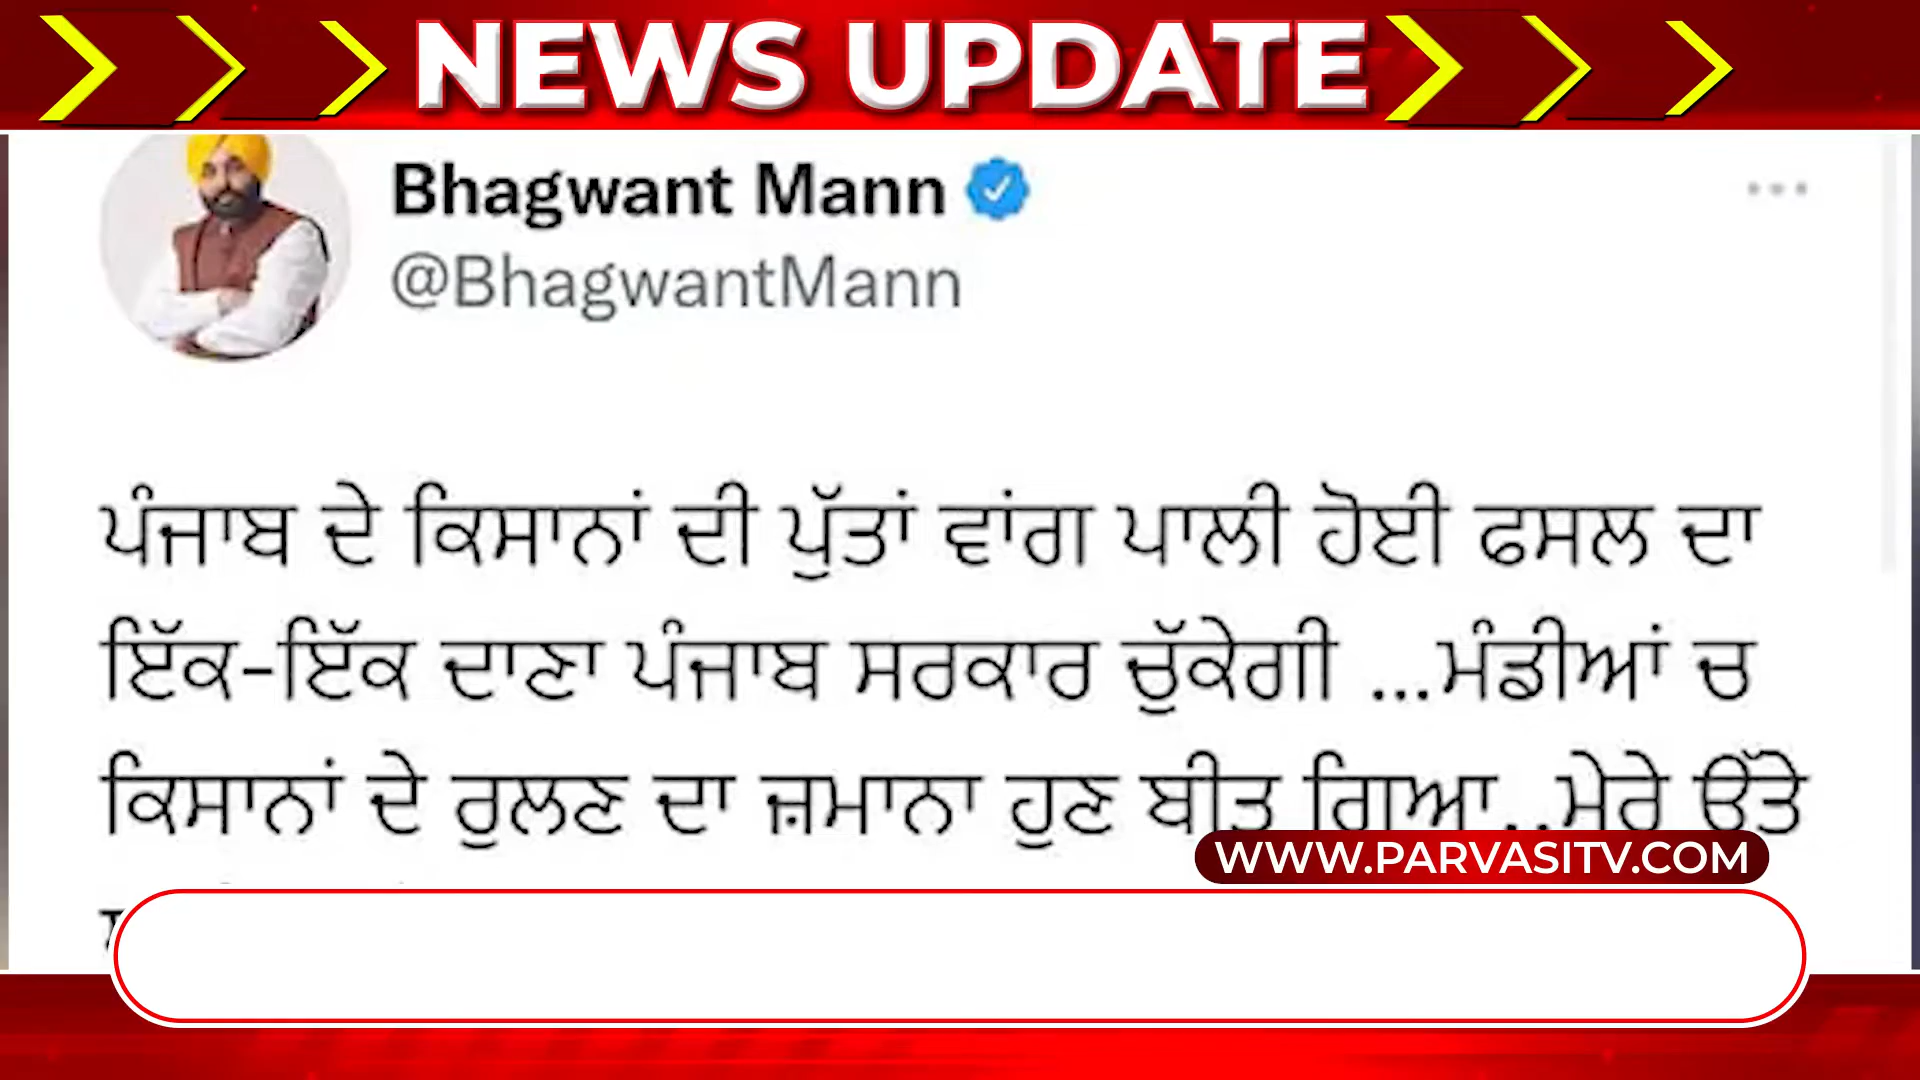 NEWS UPDATE
Bhagwant Mann
@BhagwantMann
ਪੰਜਾਬ ਦੇ ਕਿਸਾਨਾਂ ਦੀ ਪੁੱਤਾਂ ਵਾਂਗ ਪਾਲੀ ਹੋਈ ਫਸਲ ਦਾ
ਇੱਕ-ਇੱਕ ਦਾਣਾ ਪੰਜਾਬ ਸਰਕਾਰ ਚੁੱਕੇਗੀ ...ਮੰਡੀਆਂ ਚ
ਕਿਸਾਨਾਂ ਦੇ ਰੁਲਣ ਦਾ ਜ਼ਮਾਨਾ ਹੁਣ ਬੀਤ ਗਿਆ..ਮੇਰੇ ਉੱਤੇ
WWW.PARVASITV.COM